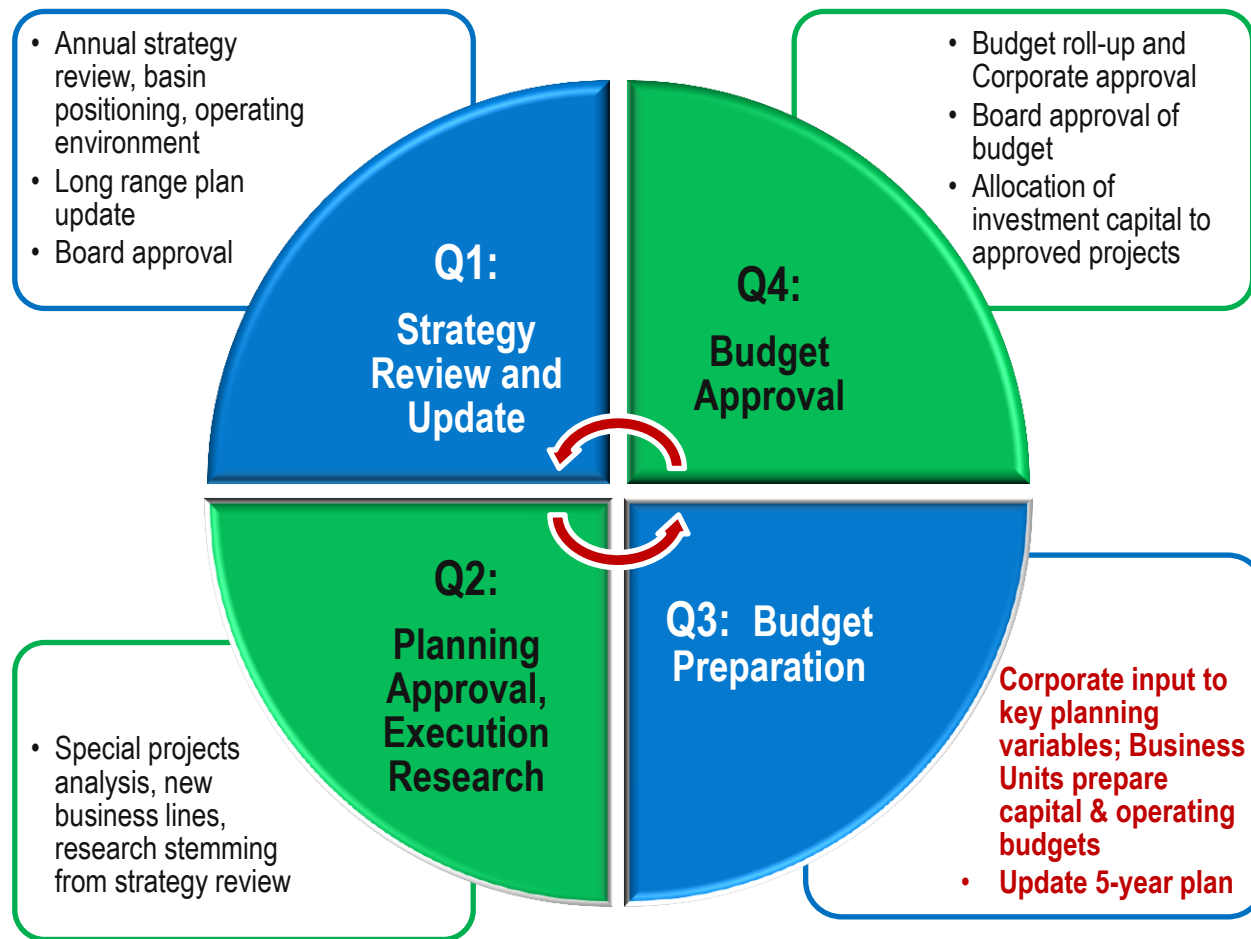 • Annual strategy
review, basin
positioning, operating
environment
• Long range plan
update
• Board approval
• Budget roll-up and
Corporate approval
• Board approval of
budget
• Allocation of
investment capital to
approved projects
Q1:
Strategy
Review and
Update
Q4:
Budget
Approval
Q2:
Planning
Approval,
Execution
Research
Q3: Budget
Preparation
• Special projects
analysis, new
business lines,
research stemming
from strategy review
Corporate input to
key planning
variables; Business
Units prepare
capital & operating
budgets
• Update 5-year plan